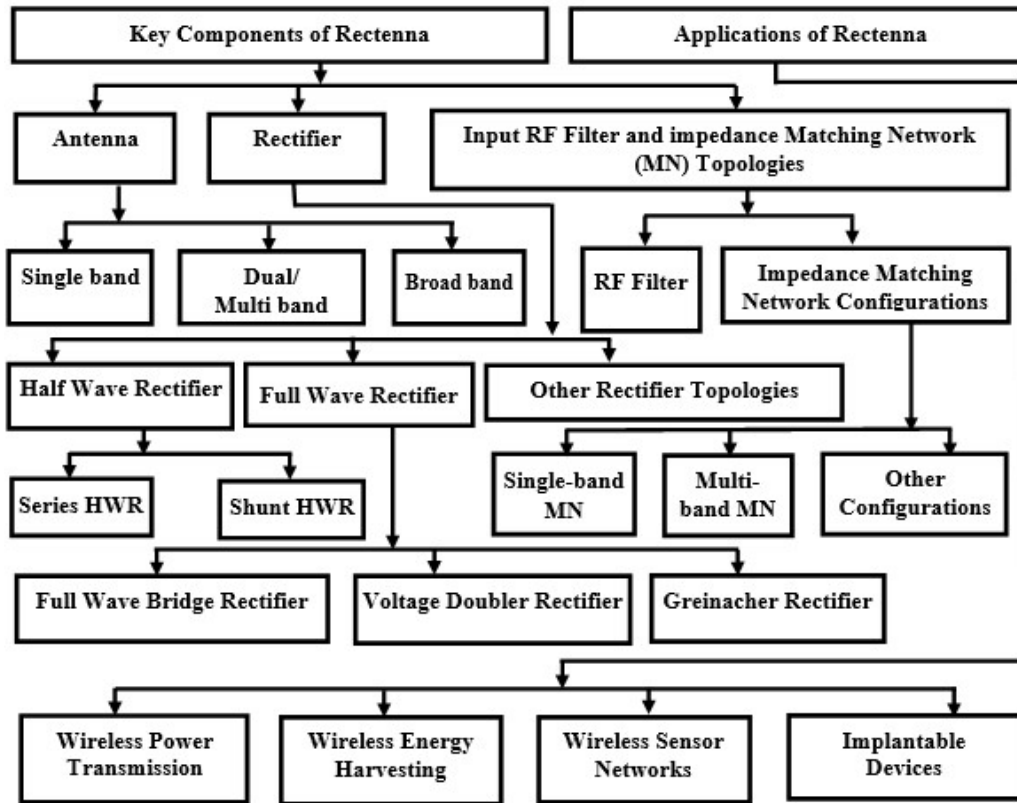 Key Components of Rectenna
Applications of Rectenna
Antenna
Rectifier
Input RF Filter and impedance Matching Network
(MN) Topologies
Single band
Dual/
Multi band
Broad band
RF Filter
Impedance Matching
Network Configurations
Half Wave Rectifier
Full Wave Rectifier
Other Rectifier Topologies
Series HWR
Shunt HWR
Single-band
MN
Multi-
band MN
Other
Configurations
Full Wave Bridge Rectifier
Voltage Doubler Rectifier
Greinacher Rectifier
Wireless Power
Transmission
Wireless Energy
Harvesting
Wireless Sensor
Networks
Implantable
Devices